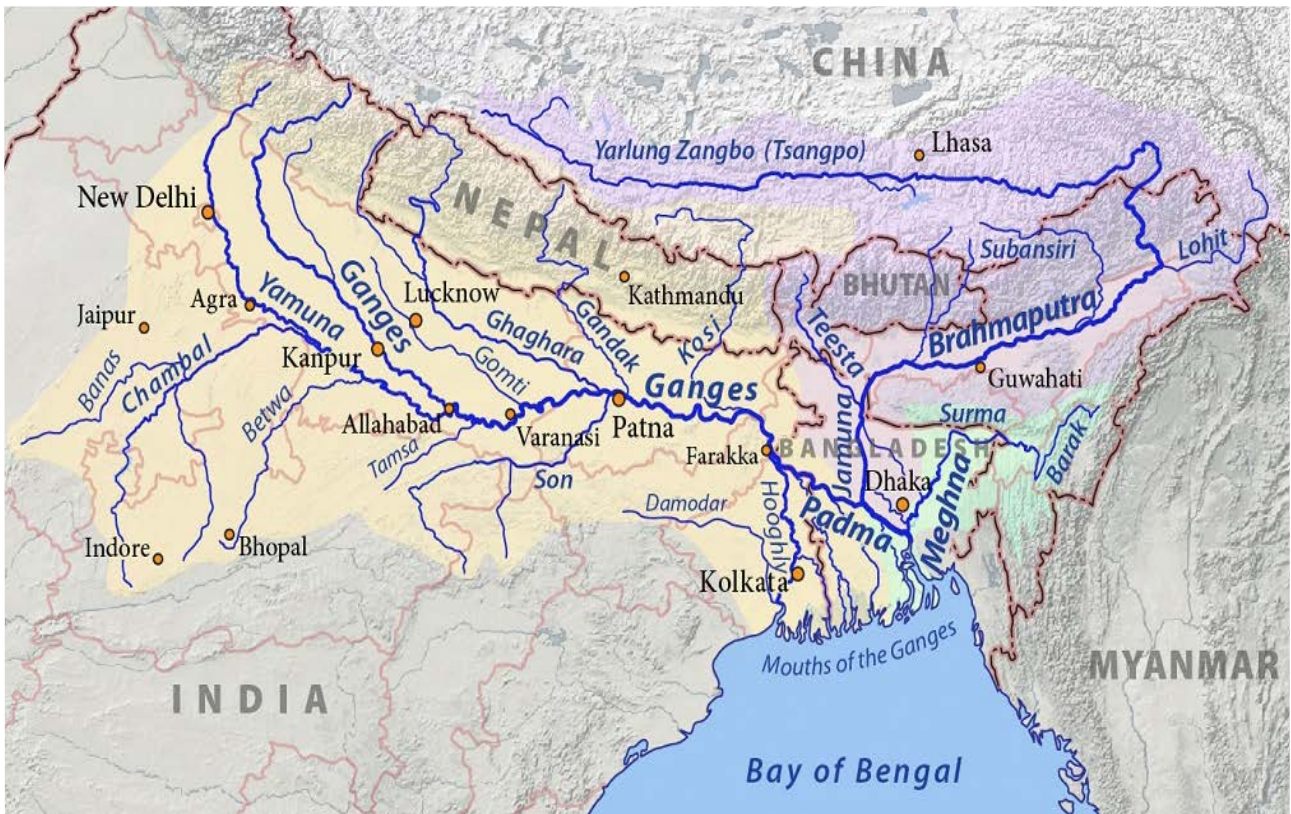 CHINA
Yarlung Zangbo (Tsangpo)
Lhasa
New Delhi
NEPAL
Subansiri
Lohit
BHUTAN
Kathmandu
Agra
Yamuna
Ganges
Lucknow
Jaipur
Ghaghara
Gandak
Kosi
Teesta
Brahmaputra
Banas
Chambal
Kanpur
Gomti
Guwahati
Betwa
Ganges
Allahabad
Varanasi
Patna
Surma
Tamsa
Farakka
BANGLADESH
Jamuna
Barak
Son
Dhaka
Damodar
Hooghly
Padma
Meghna
Indore
Bhopal
Kolkata
Mouths of the Ganges
INDIA
MYANMAR
Bay of Bengal